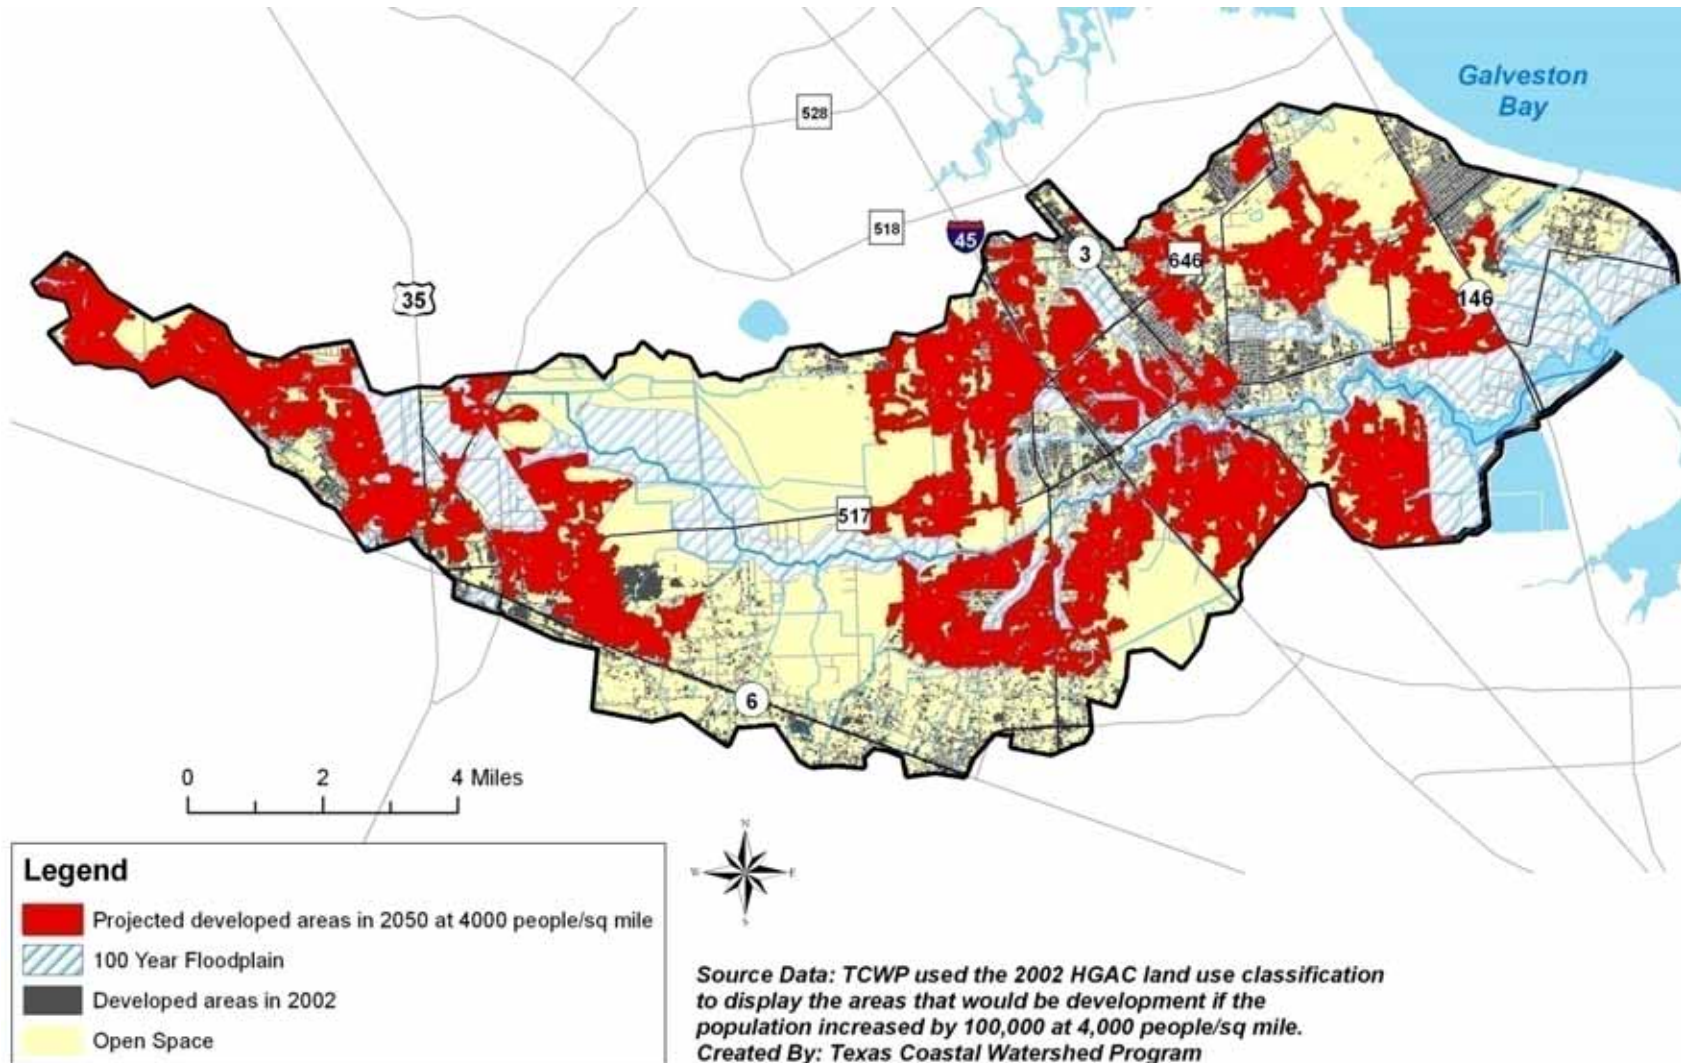 Galveston
Bay
528
518
45
3
646
35
146
517
6
0 2 4 Miles
N
W E
S
Legend
Projected developed areas in 2050 at 4000 people/sq mile
100 Year Floodplain
Developed areas in 2002
Open Space
Source Data: TCWP used the 2002 HGAC land use classification
to display the areas that would be development if the
population increased by 100,000 at 4,000 people/sq mile.
Created By: Texas Coastal Watershed Program